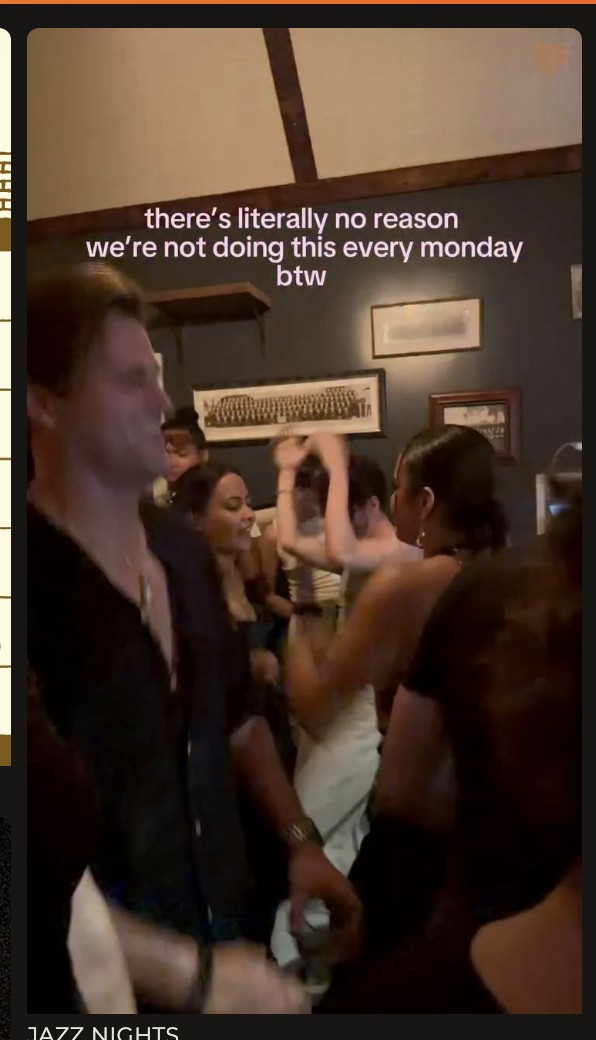 there's literally no reason
we're not doing this every monday
btw
JAZZ NIGHTS